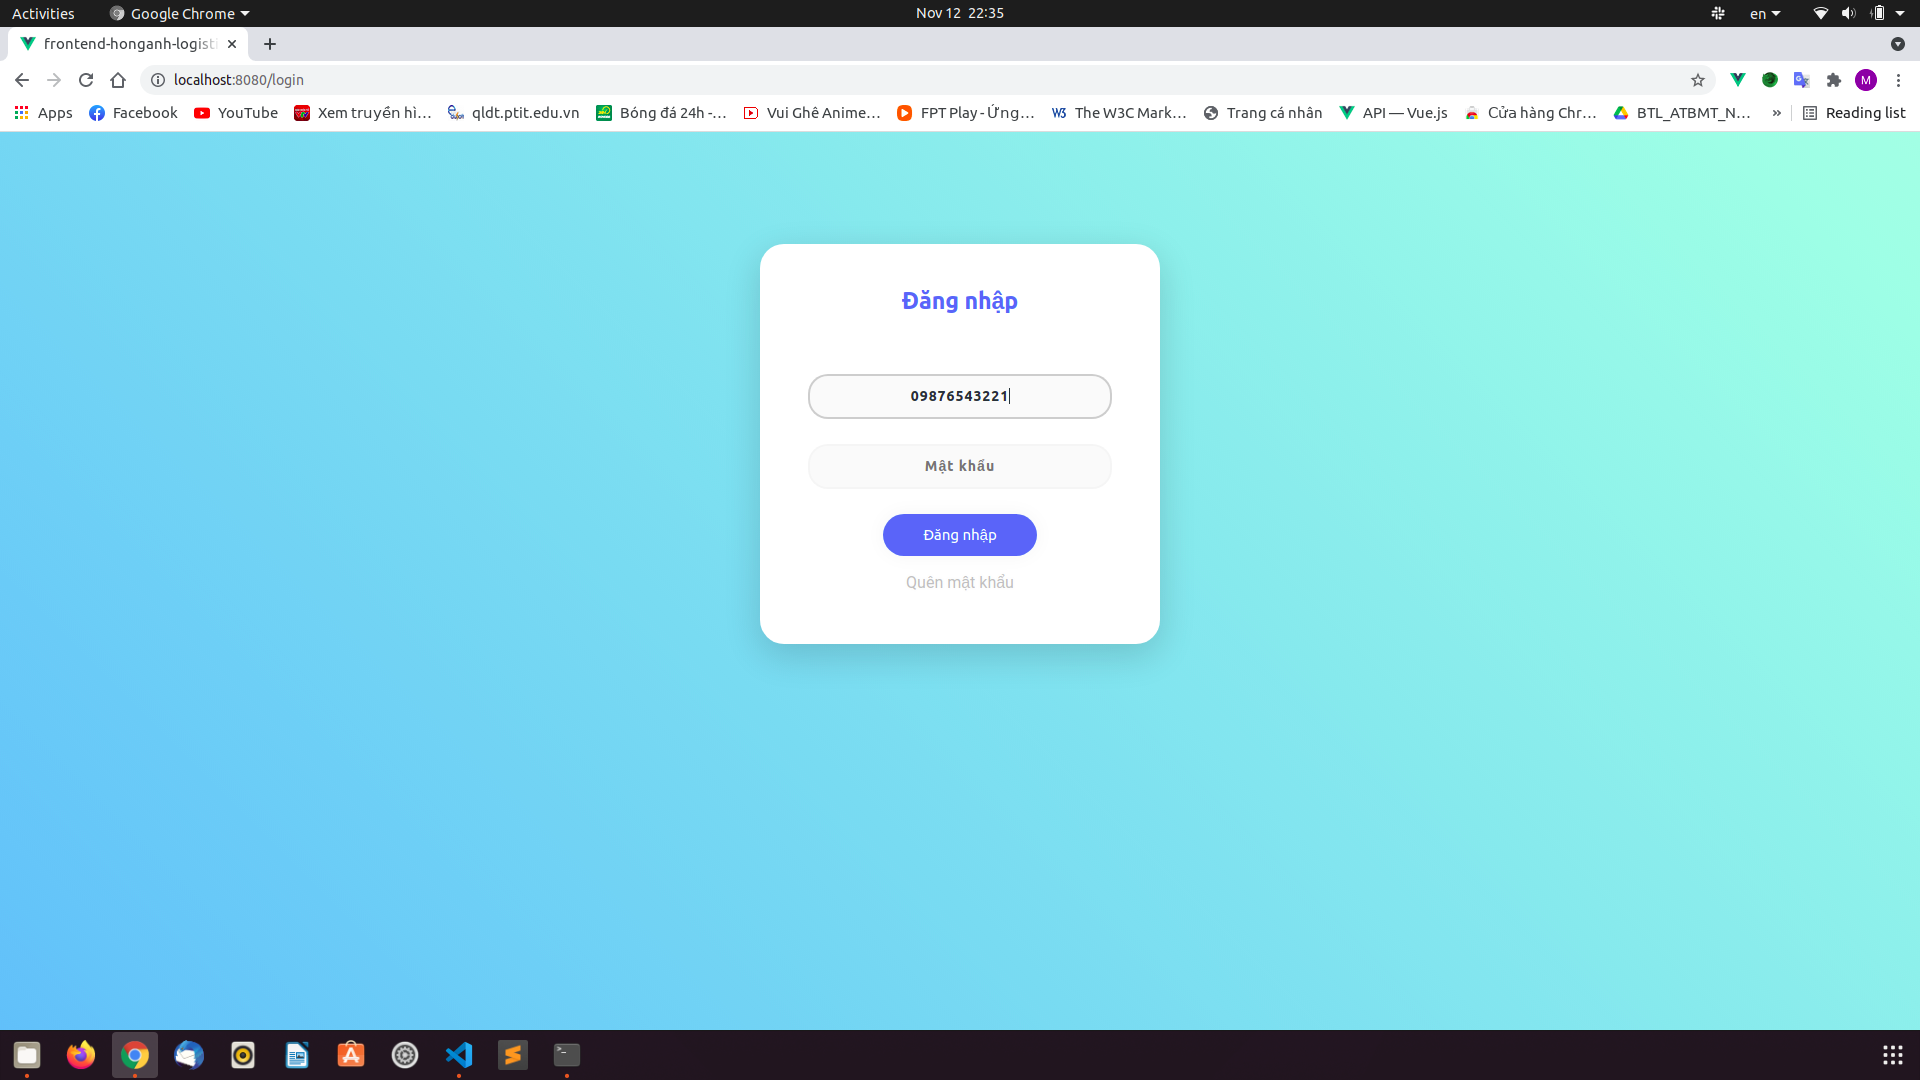 Activities Google Chrome Nov 12 22:35 en
frontend-honganh-logist
localhost:8080/login M
Apps Facebook YouTube Xem truyền hì... qldt.ptit.edu.vn Bóng đá 24h -... Vui Ghê Anime... FPT Play - Ứng... The W3C Mark... Trang cá nhân API — Vue.js Cửa hàng Chr... BTL_ATBMT_N... » Reading list
Đăng nhập
09876543221
Mật khẩu
Đăng nhập
Quên mật khẩu